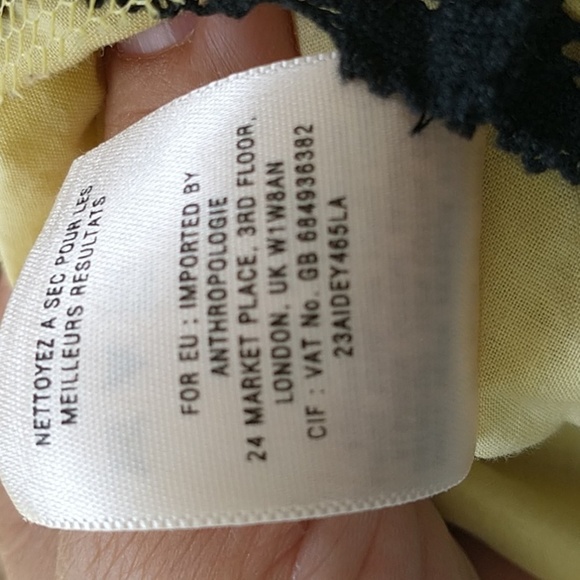 NETTOYEZ A SEC POUR LES
MEILLEURS RESULTATS
FOR EU : IMPORTED BY
ANTHROPOLOGIE
24 MARKET PLACE, 3RD FLOOR,
LONDON, UK W1W8AN
CIF : VAT No. GB 684936382
23AIDEY465LA